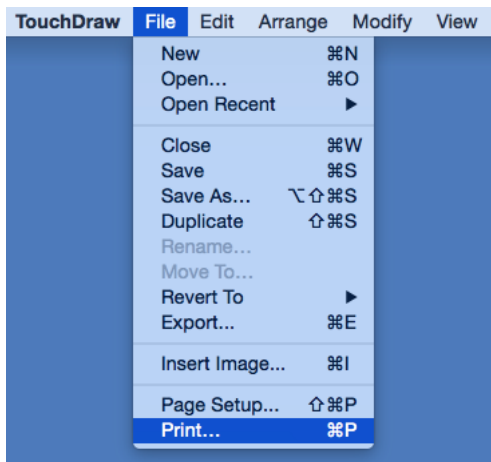 TouchDraw File Edit Arrange Modify View
New ⌘N
Open... ⌘O
Open Recent ▶
Close ⌘W
Save ⌘S
Save As... ⌥⇧⌘S
Duplicate ⇧⌘S
Rename...
Move To...
Revert To ▶
Export... ⌘E
Insert Image... ⌘I
Page Setup... ⇧⌘P
Print... ⌘P